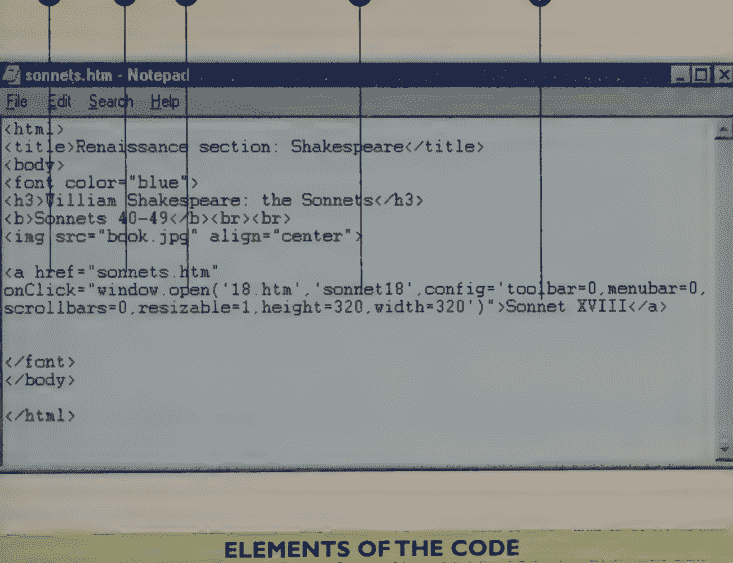 sonnets.htm - Notepad
File Edit Search Help
<html>
<title>Renaissance section: Shakespeare</title>
<body>
<font color="blue">
<h3>William Shakespeare: the Sonnets</h3>
<b>Sonnets 40-49</b><br><br>
<img src="book.jpg" align="center">
<a href="sonnets.htm"
onClick="window.open('18.htm','sonnet18',config='toolbar=0,menubar=0,
scrollbars=0,resizable=1,height=320,width=320')">Sonnet XVIII</a>
</font>
</body>
</html>
ELEMENTS OF THE CODE